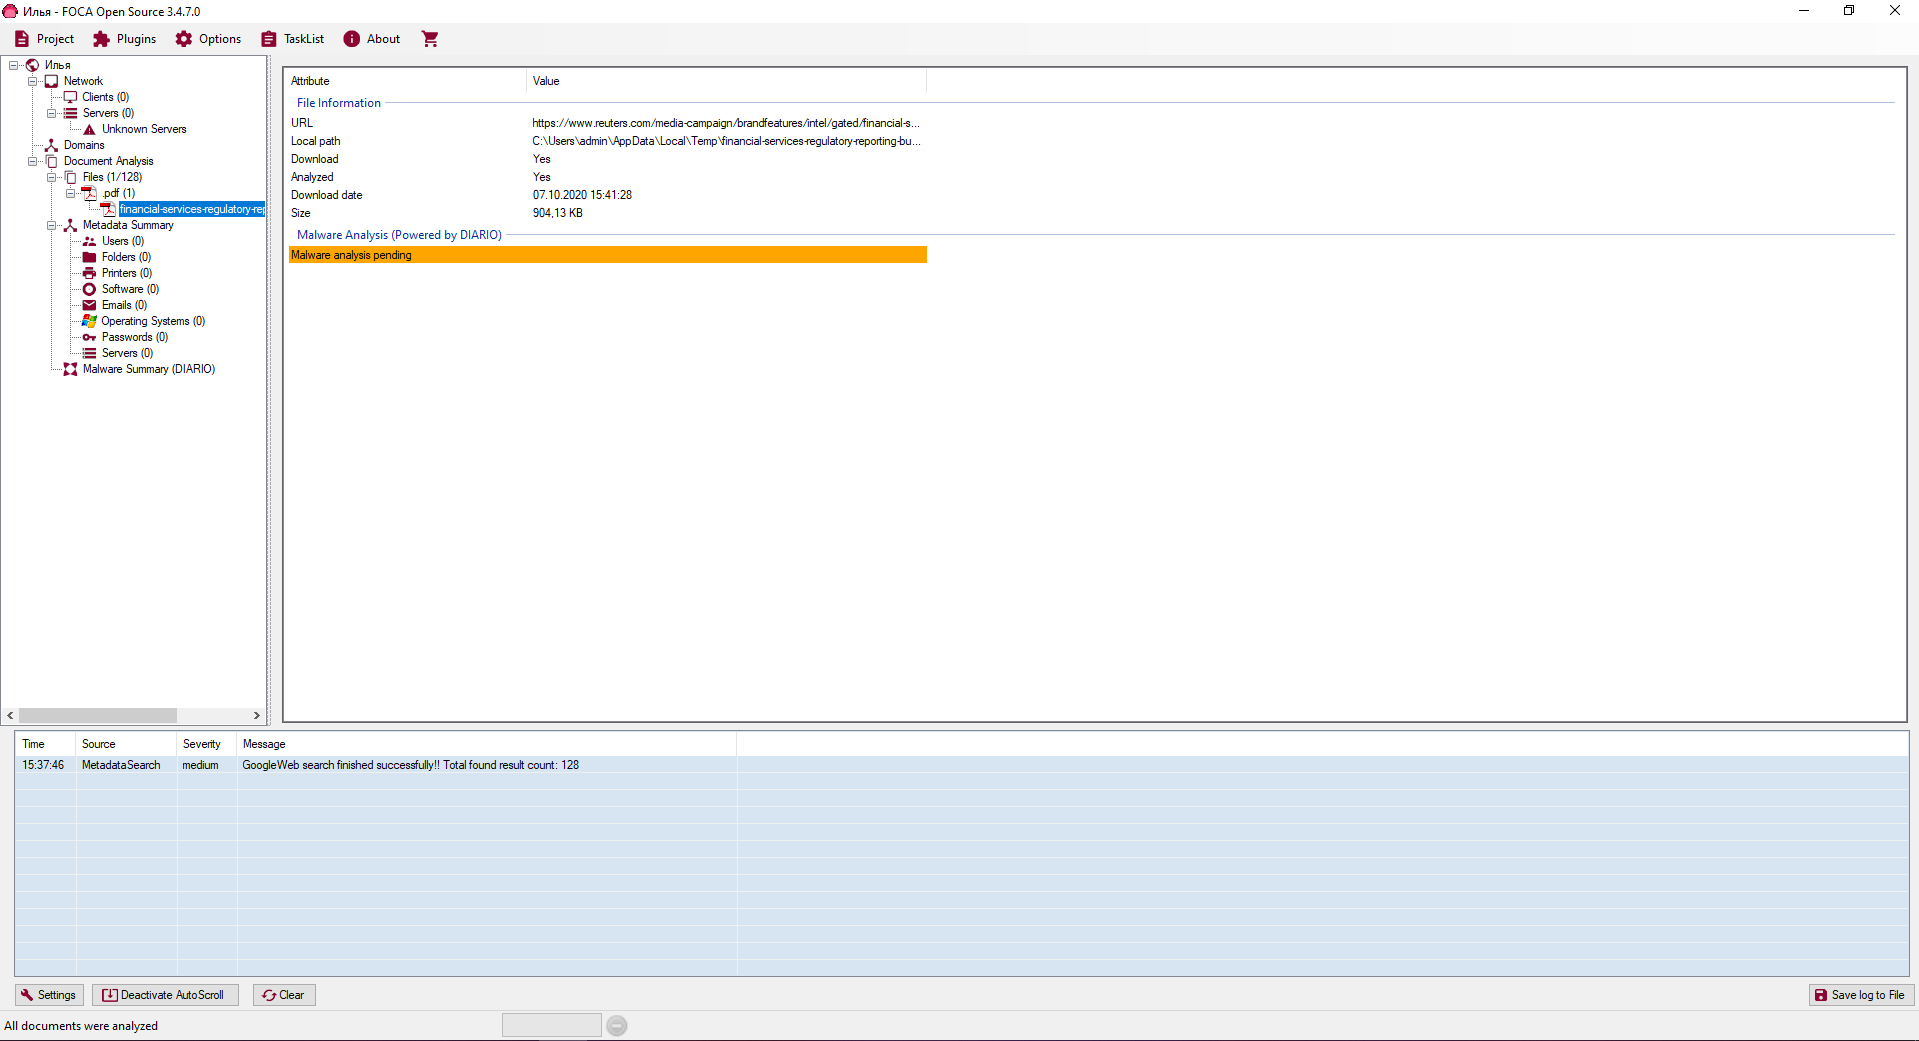 Илья - FOCA Open Source 3.4.7.0
Project Plugins Options TaskList About
Илья
Network
Clients (0)
Servers (0)
Unknown Servers
Domains
Document Analysis
Files (1/128)
.pdf (1)
financial-services-regulatory-rep
Metadata Summary
Users (0)
Folders (0)
Printers (0)
Software (0)
Emails (0)
Operating Systems (0)
Passwords (0)
Servers (0)
Malware Summary (DIARIO)
Attribute Value
File Information
URL https://www.reuters.com/media-campaign/brandfeatures/intel/gated/financial-s...
Local path C:\Users\admin\AppData\Local\Temp\financial-services-regulatory-reporting-bu...
Download Yes
Analyzed Yes
Download date 07.10.2020 15:41:28
Size 904,13 KB
Malware Analysis (Powered by DIARIO)
Malware analysis pending
Time Source Severity Message
15:37:46 MetadataSearch medium GoogleWeb search finished successfully!! Total found result count: 128
Settings Deactivate AutoScroll Clear Save log to File
All documents were analyzed